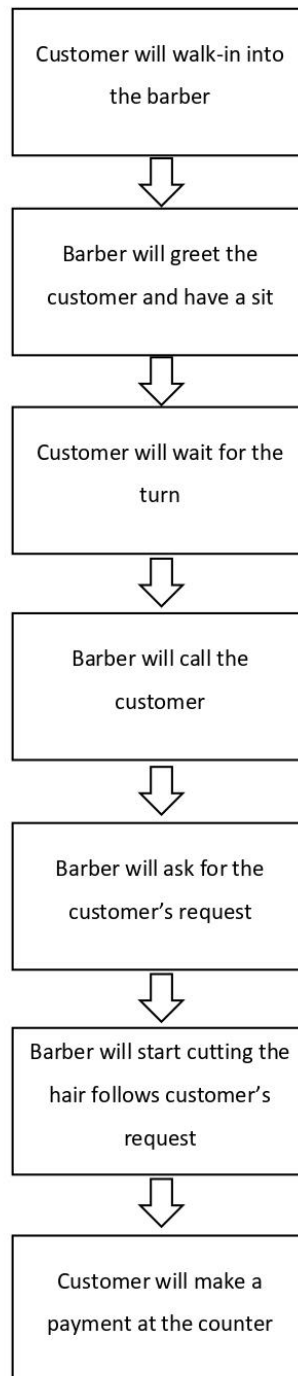 Customer will walk-in into
the barber
Barber will greet the
customer and have a sit
Customer will wait for the
turn
Barber will call the
customer
Barber will ask for the
customer’s request
Barber will start cutting the
hair follows customer’s
request
Customer will make a
payment at the counter